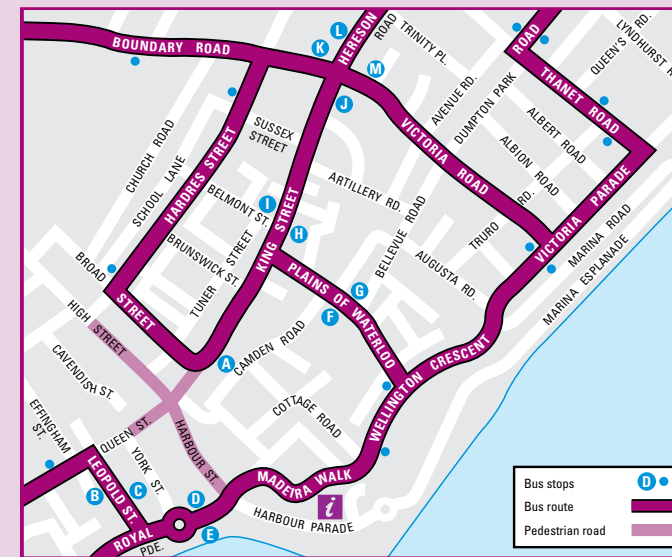 BOUNDARY ROAD
K
L
HERESON
ROAD
M
J
TRINITY PL.
AVENUE RD.
DUMPTON PARK
ROAD
QUEEN'S RD.
LYNDHURST R
THANET ROAD
ALBERT ROAD
ALBION ROAD
VICTORIA ROAD
CHURCH ROAD
SCHOOL LANE
HARDRES STREET
SUSSEX
STREET
BELMONT ST.
BRUNSWICK ST.
TUNER STREET
I
H
KING STREET
ARTILLERY RD.
BELLEVUE ROAD
AUGUSTA RD.
TRURO RD.
VICTORIA PARADE
MARINA ROAD
MARINA ESPLANADE
BROAD
STREET
HIGH STREET
PLAINS OF WATERLOO
G
F
A
CAMDEN ROAD
WELLINGTON CRESCENT
CAVENDISH ST.
EFFINGHAM
ST.
QUEEN ST.
YORK ST.
HARBOUR ST.
COTTAGE ROAD
LEOPOLD ST.
B
C
D
E
MADEIRA WALK
i
HARBOUR PARADE
ROYAL
PDE.
Bus stops D
Bus route
Pedestrian road